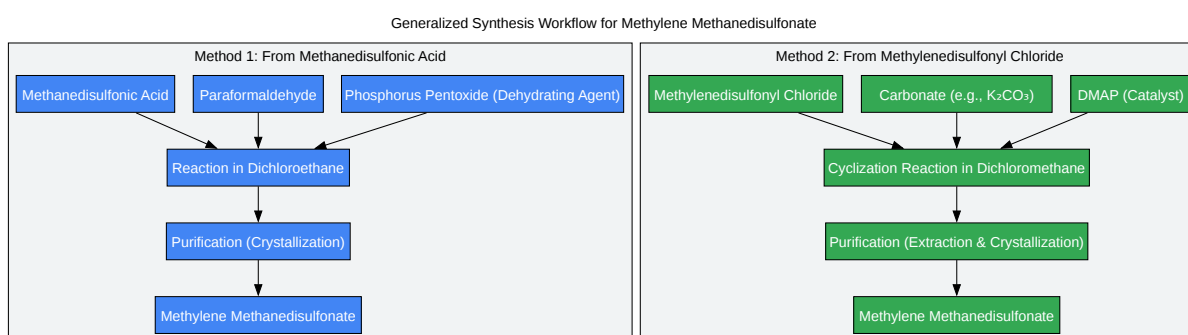 Generalized Synthesis Workflow for Methylene Methanedisulfonate
Method 1: From Methanedisulfonic Acid
Methanedisulfonic Acid
Paraformaldehyde
Phosphorus Pentoxide (Dehydrating Agent)
Reaction in Dichloroethane
Purification (Crystallization)
Methylene Methanedisulfonate
Method 2: From Methylenedisulfonyl Chloride
Methylenedisulfonyl Chloride
Carbonate (e.g., K₂CO₃)
DMAP (Catalyst)
Cyclization Reaction in Dichloromethane
Purification (Extraction & Crystallization)
Methylene Methanedisulfonate